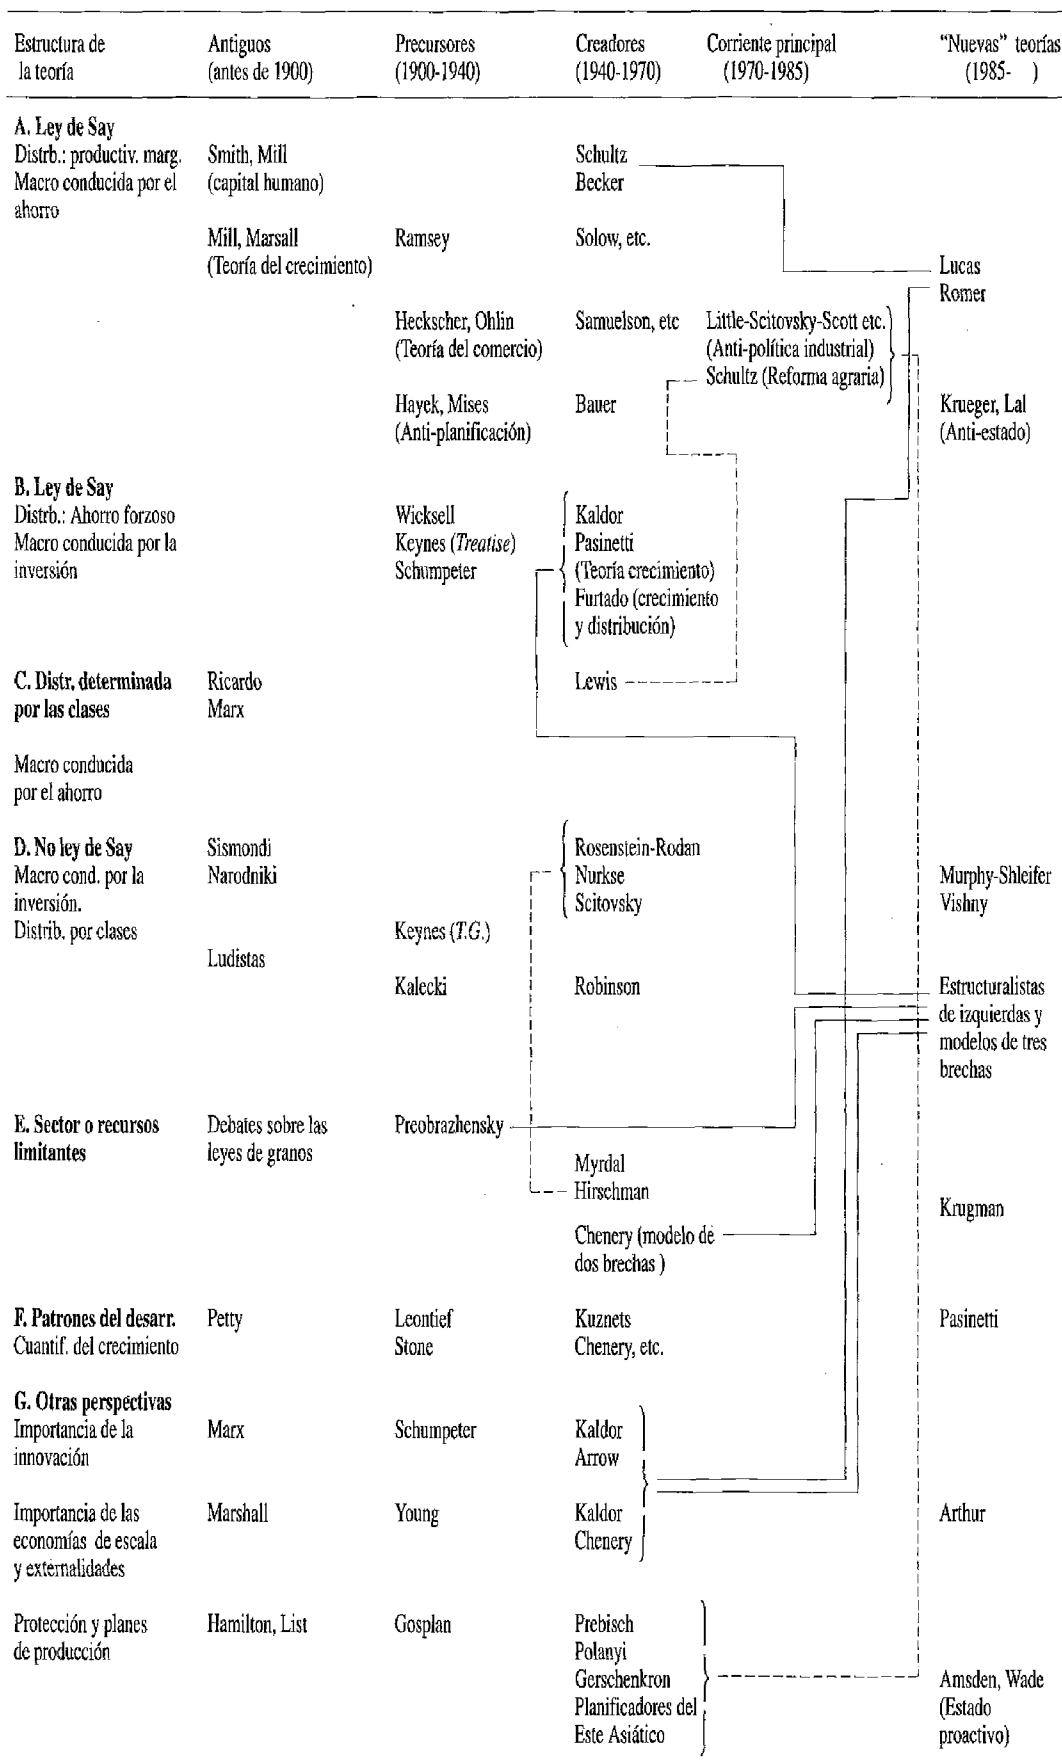 Estructura de la teoría
Antiguos (antes de 1900)
Precursores (1900-1940)
Creadores (1940-1970)
Corriente principal (1970-1985)
“Nuevas” teorías (1985- )
A. Ley de Say
Distrb.: productiv. marg.
Macro conducida por el
ahorro
Smith, Mill
(capital humano)
Schultz
Becker
Mill, Marsall
(Teoría del crecimiento)
Ramsey
Solow, etc.
Lucas
Romer
Heckscher, Ohlin
(Teoría del comercio)
Samuelson, etc
Little-Scitovsky-Scott etc.
(Anti-política industrial)
Schultz (Reforma agraria)
Hayek, Mises
(Anti-planificación)
Bauer
Krueger, Lal
(Anti-estado)
B. Ley de Say
Distrb.: Ahorro forzoso
Macro conducida por la
inversión
Wicksell
Keynes (Treatise)
Schumpeter
Kaldor
Pasinetti
(Teoría crecimiento)
Furtado (crecimiento
y distribución)
C. Distr. determinada
por las clases
Ricardo
Marx
Lewis
Macro conducida
por el ahorro
D. No ley de Say
Macro cond. por la
inversión.
Distrib. por clases
Sismondi
Narodniki
Ludistas
Keynes (T.G.)
Kalecki
Rosenstein-Rodan
Nurkse
Scitovsky
Robinson
Murphy-Shleifer
Vishny
Estructuralistas
de izquierdas y
modelos de tres
brechas
E. Sector o recursos
limitantes
Debates sobre las
leyes de granos
Preobrazhensky
Myrdal
Hirschman
Chenery (modelo de
dos brechas )
Krugman
F. Patrones del desarr.
Cuantif. del crecimiento
Petty
Leontief
Stone
Kuznets
Chenery, etc.
Pasinetti
G. Otras perspectivas
Importancia de la
innovación
Marx
Schumpeter
Kaldor
Arrow
Importancia de las
economías de escala
y externalidades
Marshall
Young
Kaldor
Chenery
Arthur
Protección y planes
de producción
Hamilton, List
Gosplan
Prebisch
Polanyi
Gerschenkron
Planificadores del
Este Asiático
Amsden, Wade
(Estado
proactivo)